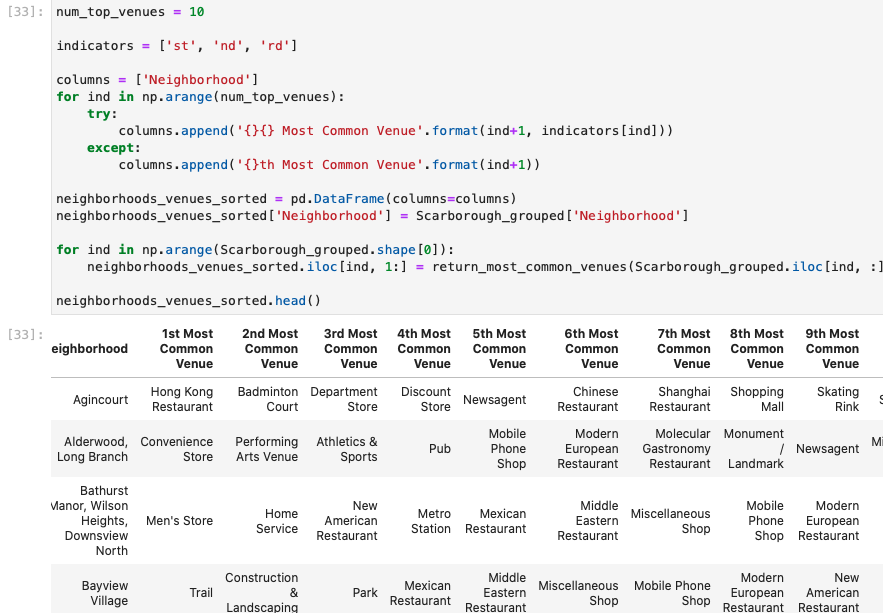 [33]: num_top_venues = 10
indicators = ['st', 'nd', 'rd']
columns = ['Neighborhood']
for ind in np.arange(num_top_venues):
    try:
        columns.append('{}{} Most Common Venue'.format(ind+1, indicators[ind]))
    except:
        columns.append('{}th Most Common Venue'.format(ind+1))
neighborhoods_venues_sorted = pd.DataFrame(columns=columns)
neighborhoods_venues_sorted['Neighborhood'] = Scarborough_grouped['Neighborhood']
for ind in np.arange(Scarborough_grouped.shape[0]):
    neighborhoods_venues_sorted.iloc[ind, 1:] = return_most_common_venues(Scarborough_grouped.iloc[ind, :]
neighborhoods_venues_sorted.head()
[33]:
eighborhood 1st Most Common Venue 2nd Most Common Venue 3rd Most Common Venue 4th Most Common Venue 5th Most Common Venue 6th Most Common Venue 7th Most Common Venue 8th Most Common Venue 9th Most Common Venue
Agincourt Hong Kong Restaurant Badminton Court Department Store Discount Store Newsagent Chinese Restaurant Shanghai Restaurant Shopping Mall Skating Rink S
Alderwood, Long Branch Convenience Store Performing Arts Venue Athletics & Sports Pub Mobile Phone Shop Modern European Restaurant Molecular Gastronomy Restaurant Monument / Landmark Newsagent Mi
Bathurst Manor, Wilson Heights, Downsview North Men's Store Home Service New American Restaurant Metro Station Mexican Restaurant Middle Eastern Restaurant Miscellaneous Shop Mobile Phone Shop Modern European Restaurant
Bayview Village Trail Construction & Landscaping Park Mexican Restaurant Middle Eastern Restaurant Miscellaneous Shop Mobile Phone Shop Modern European Restaurant New American Restaurant